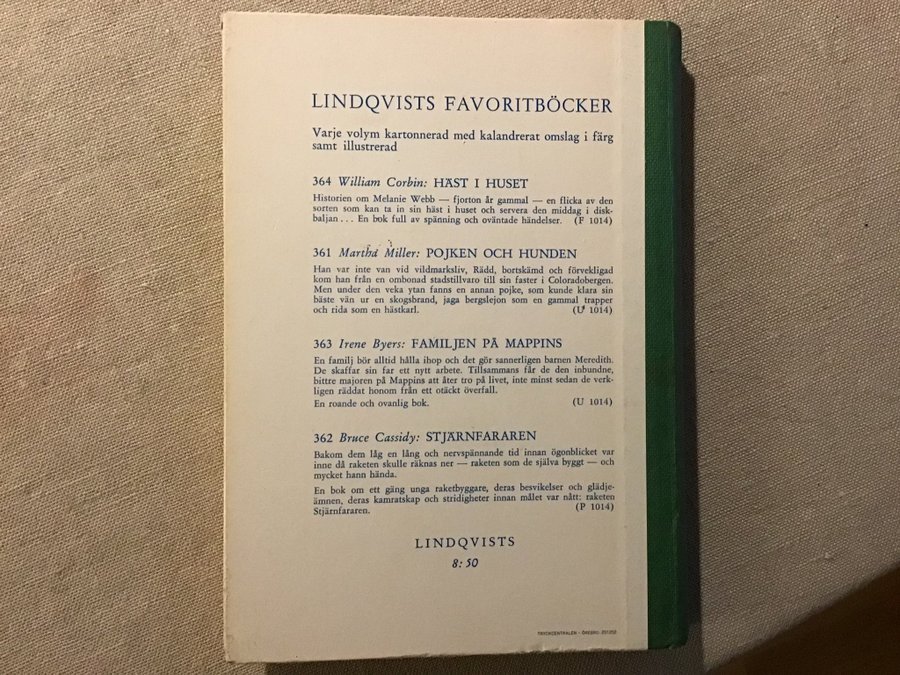 LINDQVISTS FAVORITBÖCKER
Varje volym kartonnerad med kalandrerat omslag i färg
samt illustrerad
364 William Corbin: HÄST I HUSET
Historien om Melanie Webb — fjorton år gammal — en flicka av den
sorten som kan ta in sin häst i huset och servera den middag i disk-
baljan... En bok full av spänning och oväntade händelser. (F 1014)
361 Martha Miller: POJKEN OCH HUNDEN
Han var inte van vid vildmarksliv, Rädd, bortskämd och förvekligad
kom han från en ombonad stadstillvaro till sin faster i Coloradobergen.
Men under den veka ytan fanns en annan pojke, som kunde klara sin
bäste vän ur en skogsbrand, jaga bergslejon som en gammal trapper
och rida som en hästkarl. (U 1014)
363 Irene Byers: FAMILJEN PÅ MAPPINS
En familj bör alltid hålla ihop och det gör sannerligen barnen Meredith.
De skaffar sin far ett nytt arbete. Tillsammans får de den inbundne,
bittre majoren på Mappins att åter tro på livet, inte minst sedan de verk-
ligen räddat honom från ett otäckt överfall.
En roande och ovanlig bok. (U 1014)
362 Bruce Cassidy: STJÄRNFARAREN
Bakom dem låg en lång och nervspännande tid innan ögonblicket var
inne då raketen skulle räknas ner — raketen som de själva byggt — och
mycket hann hända.
En bok om ett gäng unga raketbyggare, deras besvikelser och glädje-
ämnen, deras kamratskap och stridigheter innan målet var nått: raketen
Stjärnfararen. (P 1014)
LINDQVISTS
8:50
TRYCKCENTRALEN - ÖREBRO